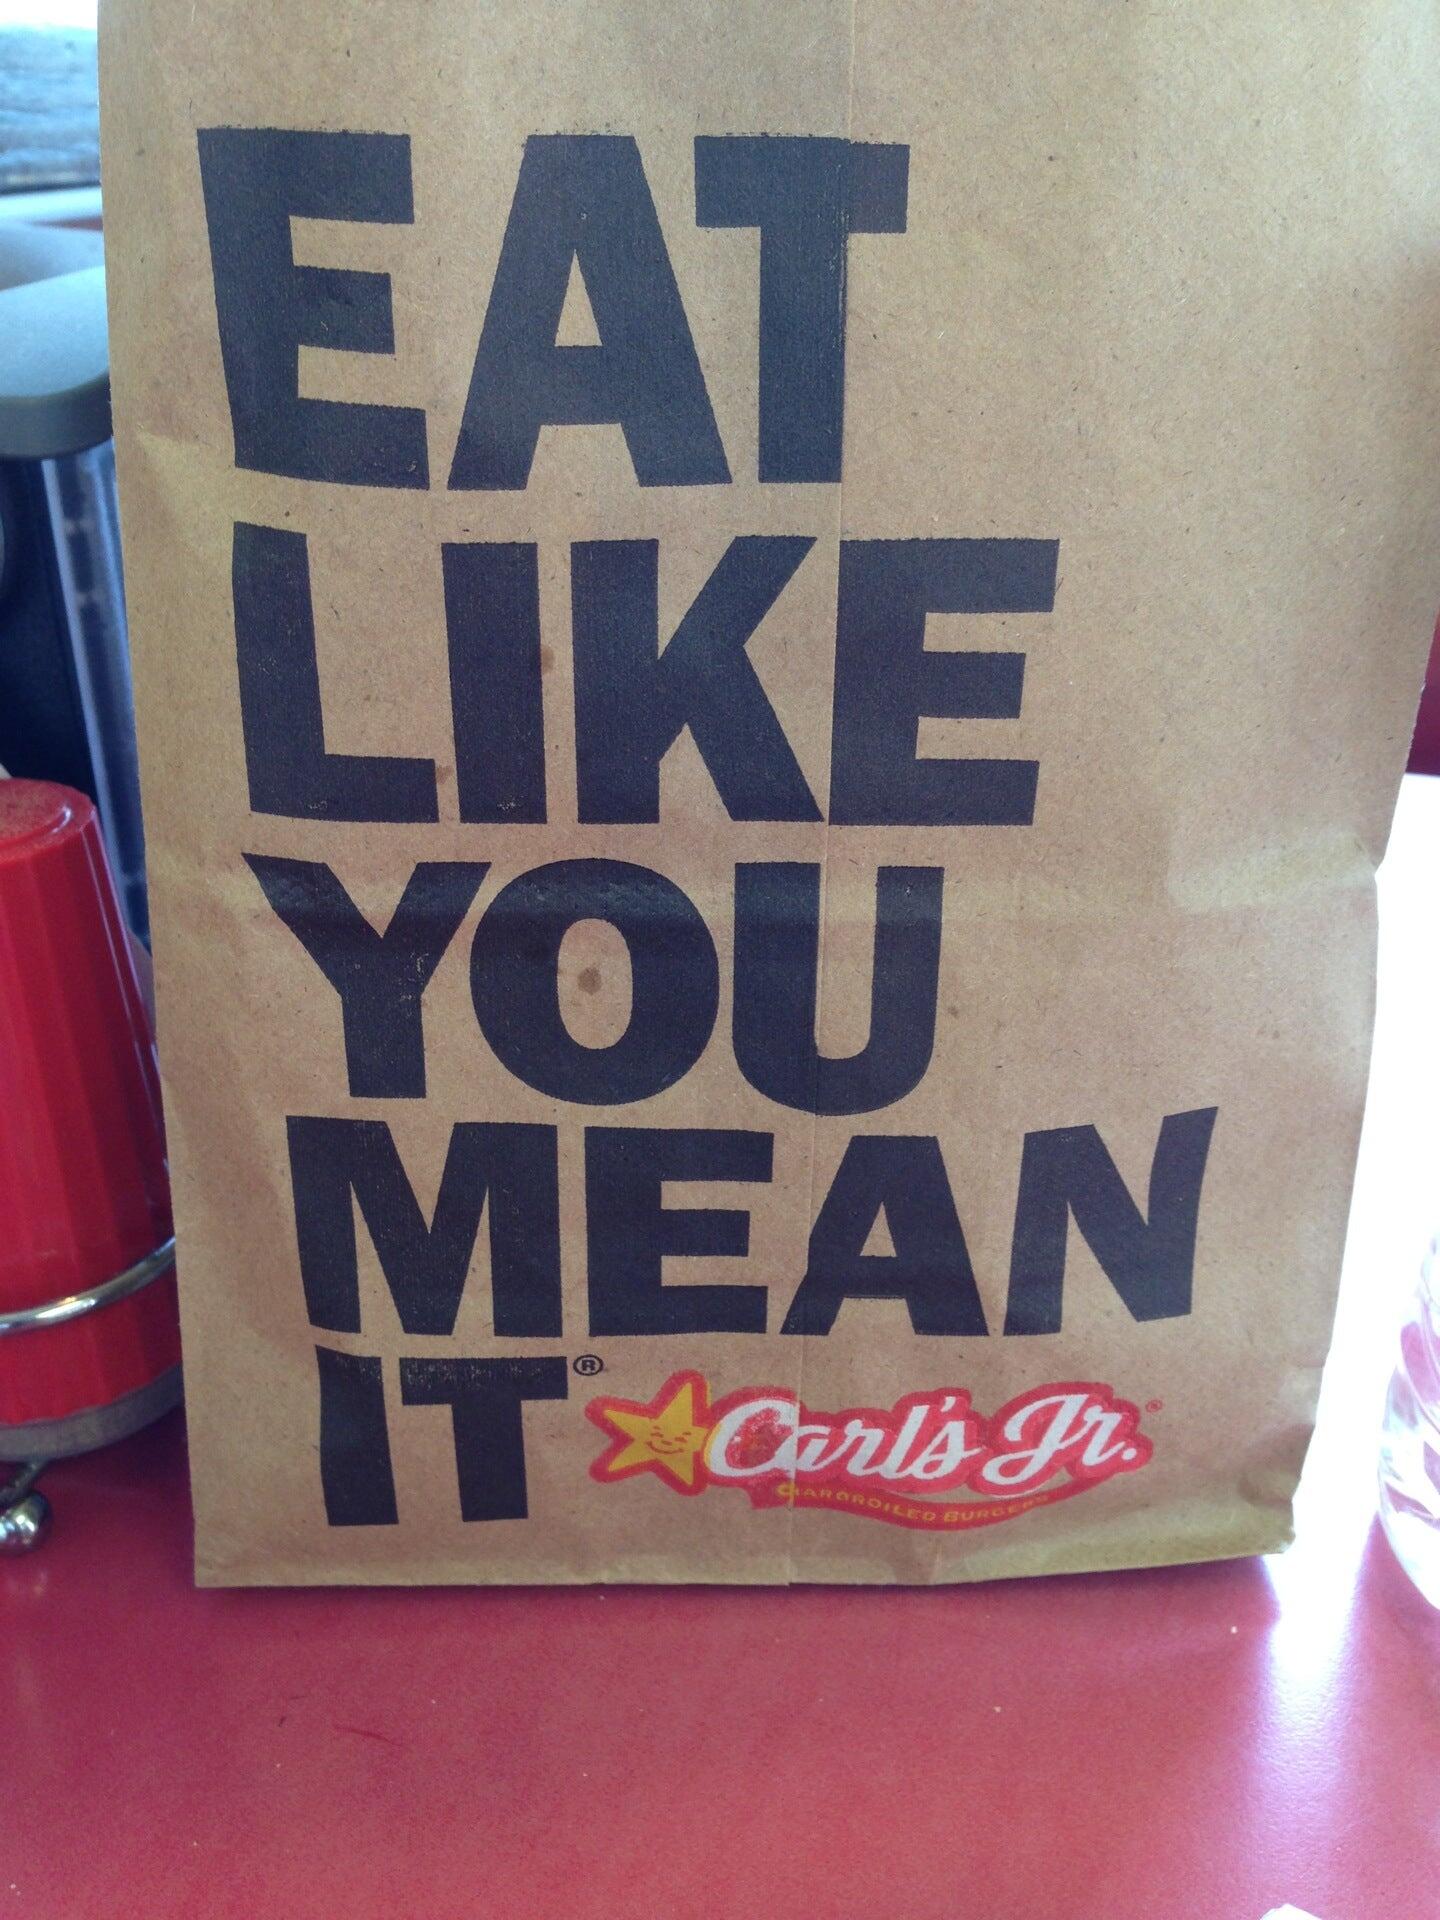 EAT
LIKE
YOU
MEAN
IT®
Carl's Jr.®
CHARBROILED BURGERS